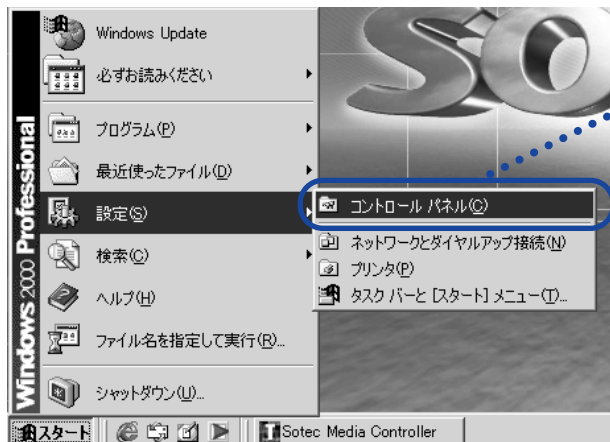 Windows Update
必ずお読みください
プログラム(P)
最近使ったファイル(D)
設定(S)
検索(C)
ヘルプ(H)
ファイル名を指定して実行(R)...
シャットダウン(U)...
Windows 2000 Professional
コントロール パネル(C)
ネットワークとダイヤルアップ接続(N)
プリンタ(P)
タスク バーと [スタート] メニュー(T)...
SO
スタート
Sotec Media Controller